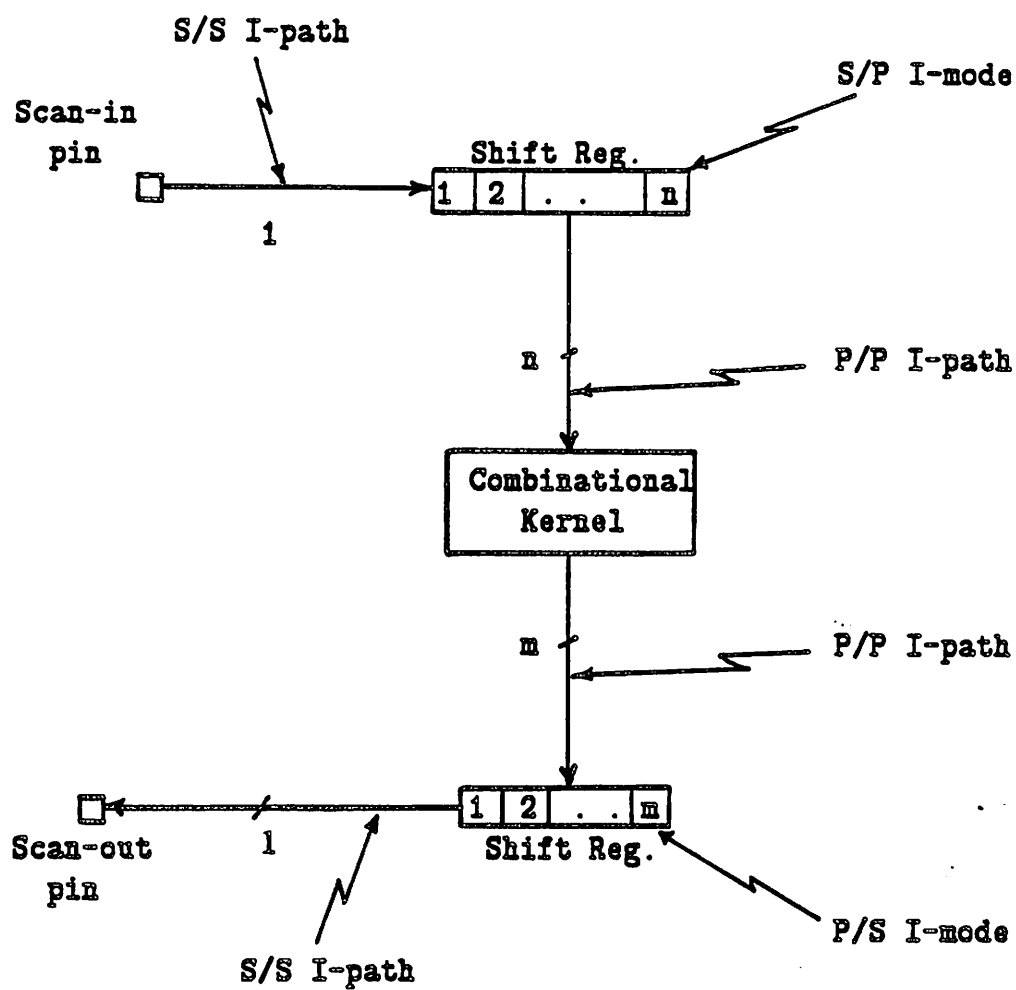 S/S I-path
S/P I-mode
Scan-in
pin
Shift Reg.
1 2 . . n
1
n
P/P I-path
Combinational
Kernel
m
P/P I-path
1 2 . . m
Scan-out
pin
1
Shift Reg.
P/S I-mode
S/S I-path